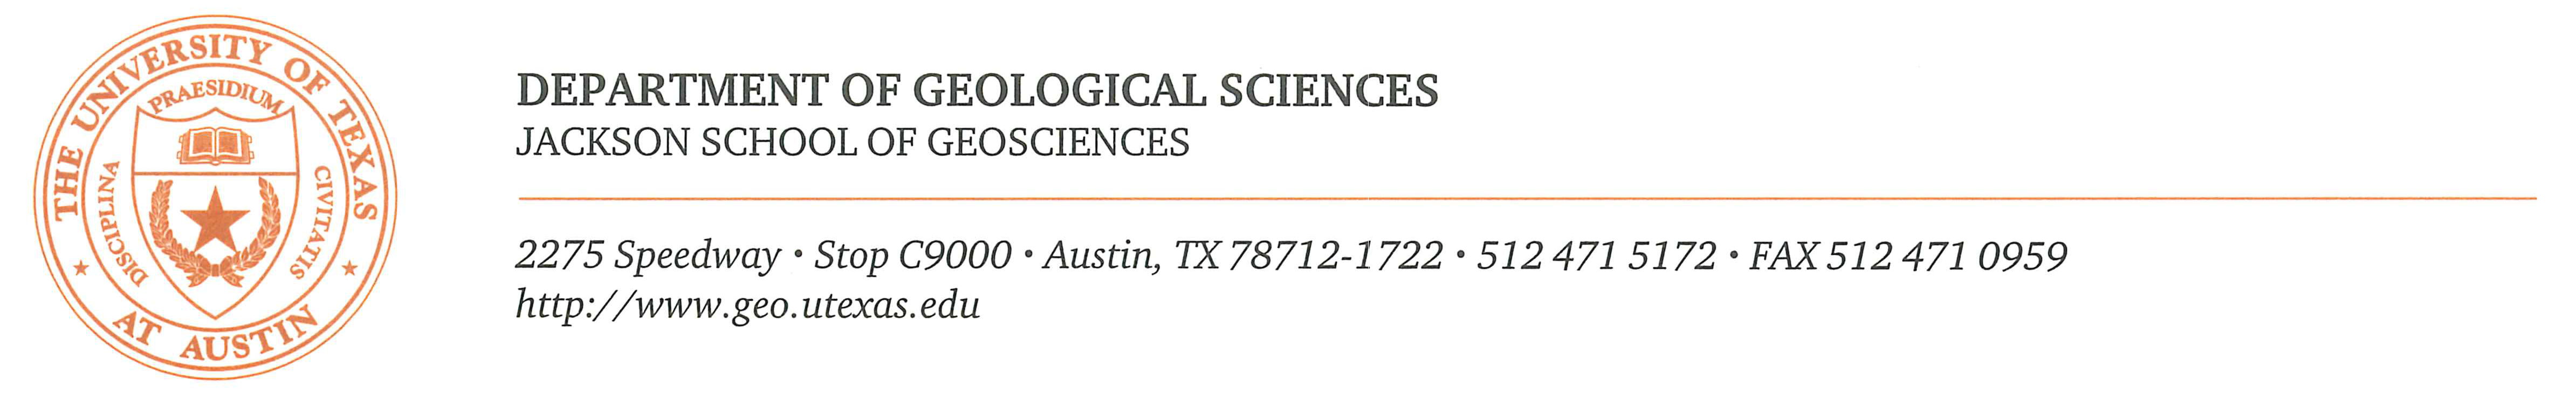 THE UNIVERSITY OF TEXAS
AT AUSTIN
PRAESIDIUM
DISCIPLINA
CIVITATIS
DEPARTMENT OF GEOLOGICAL SCIENCES
JACKSON SCHOOL OF GEOSCIENCES
2275 Speedway • Stop C9000 • Austin, TX 78712-1722 • 512 471 5172 • FAX 512 471 0959
http://www.geo.utexas.edu